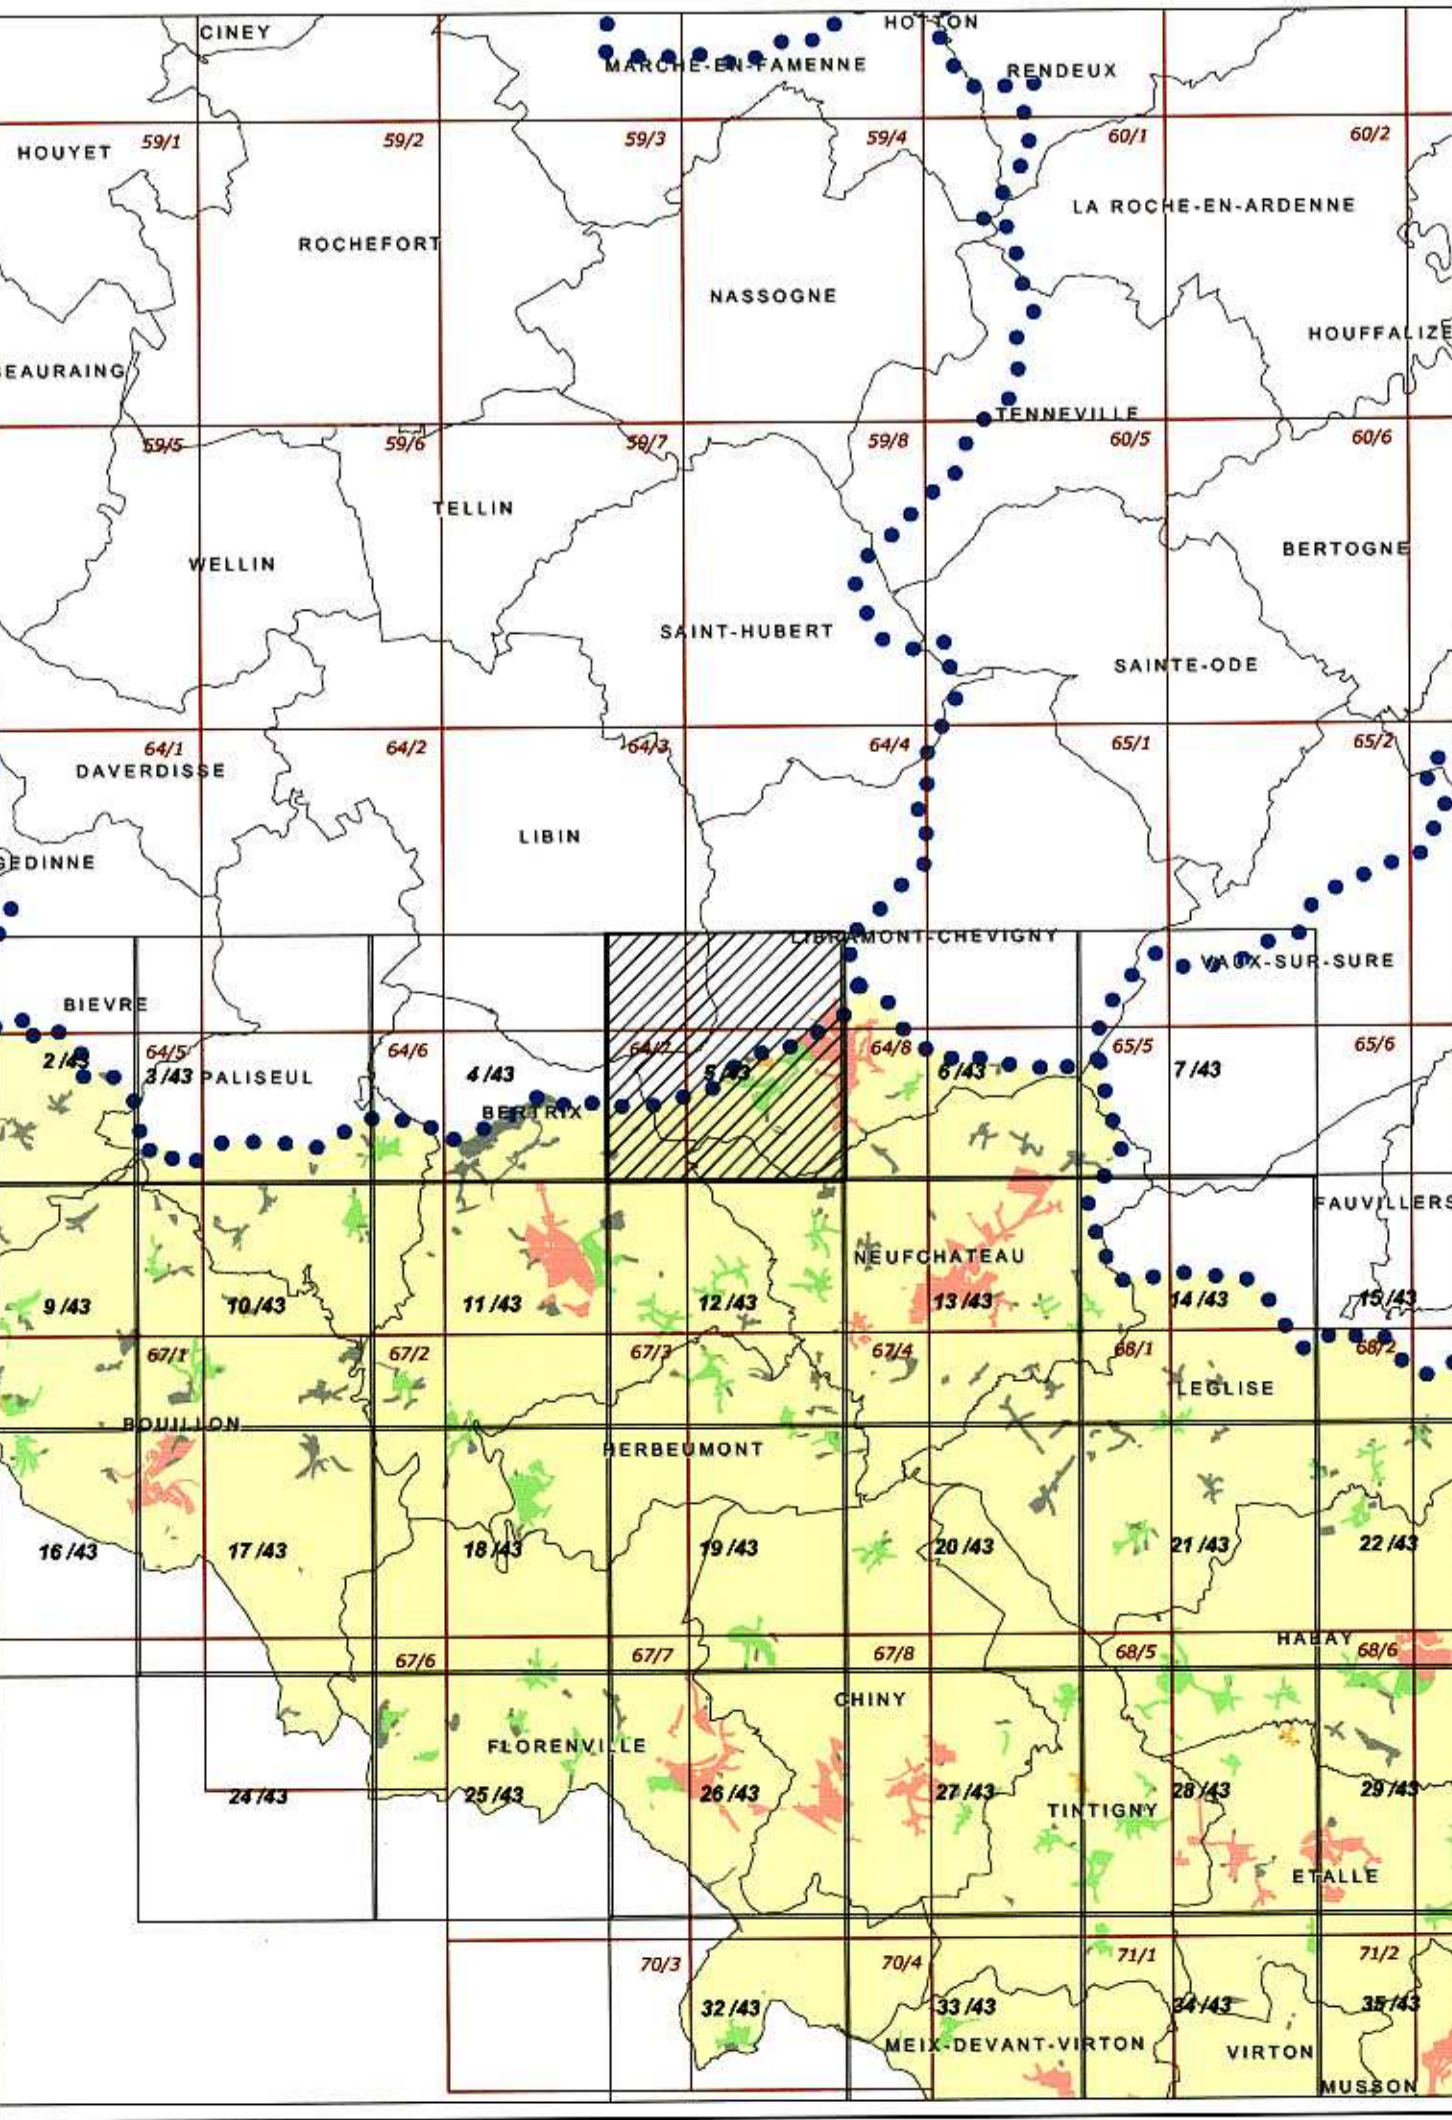 CINEY
HOTTON
MARCHE-EN-FAMENNE
RENDEUX
59/1
59/2
59/3
59/4
60/1
60/2
HOUYET
LA ROCHE-EN-ARDENNE
ROCHEFORT
NASSOGNE
HOUFFALIZE
EAURAING
TENNEVILLE
59/5
59/6
59/7
59/8
60/5
60/6
TELLIN
BERTOGNE
WELLIN
SAINT-HUBERT
SAINTE-ODE
64/1
64/2
64/3
64/4
65/1
65/2
DAVERDISSE
LIBIN
GEDINNE
LIBRAMONT-CHEVIGNY
VAUX-SUR-SURE
BIEVRE
64/5
64/6
64/7
64/8
65/5
65/6
2 /43
3 /43
PALISEUL
4 /43
5 /43
6 /43
7 /43
BERTRIX
FAUVILLERS
NEUFCHATEAU
9 /43
10 /43
11 /43
12 /43
13 /43
14 /43
15 /43
67/1
67/2
67/3
67/4
68/1
68/2
LEGLISE
BOUILLON
HERBEUMONT
16 /43
17 /43
18 /43
19 /43
20 /43
21 /43
22 /43
HABAY
67/6
67/7
67/8
68/5
68/6
CHINY
FLORENVILLE
24 /43
25 /43
26 /43
27 /43
28 /43
29 /43
TINTIGNY
ETALLE
70/3
70/4
71/1
71/2
32 /43
33 /43
34 /43
35 /43
MEIX-DEVANT-VIRTON
VIRTON
MUSSON